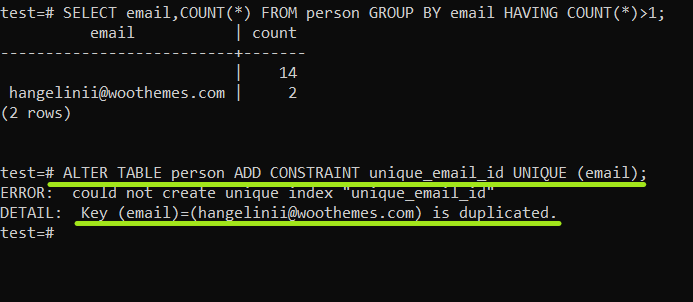 test=# SELECT email,COUNT(*) FROM person GROUP BY email HAVING COUNT(*)>1;
          email          | count
-------------------------+-------
                         |    14
 hangelinii@woothemes.com |     2
(2 rows)
test=# ALTER TABLE person ADD CONSTRAINT unique_email_id UNIQUE (email);
ERROR:  could not create unique index "unique_email_id"
DETAIL:  Key (email)=(hangelinii@woothemes.com) is duplicated.
test=#